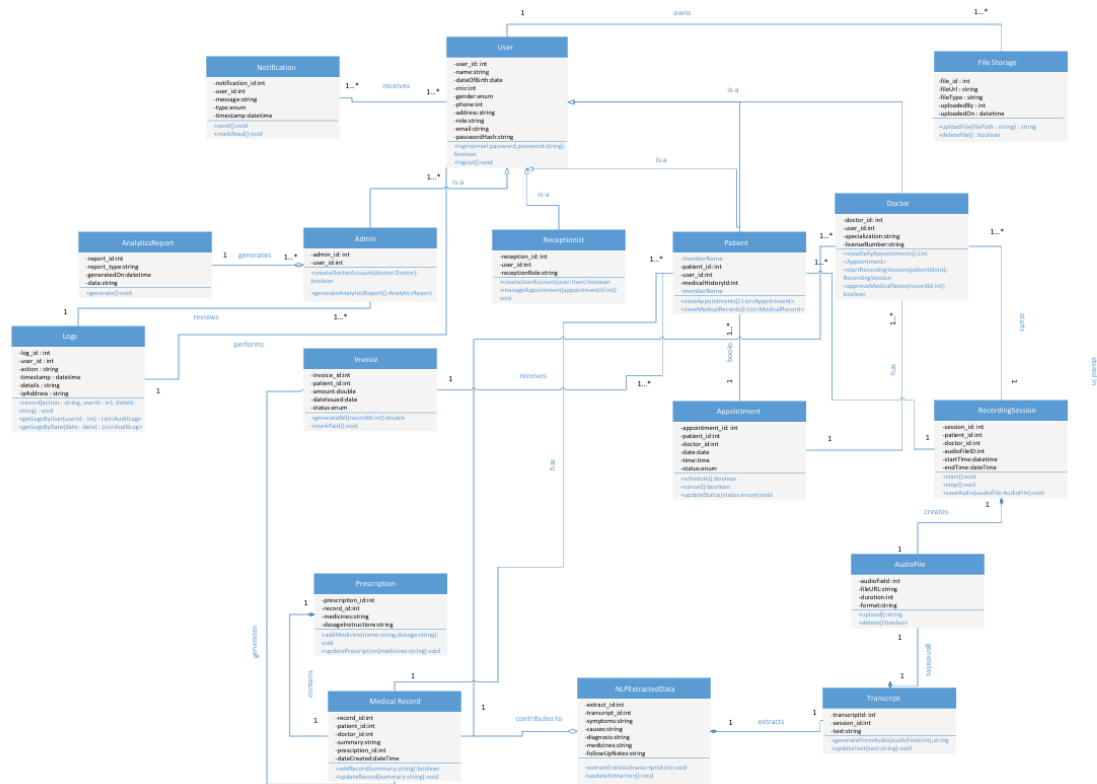 1
owns
1...*
User
-user_id: int
-name:string
-dateOfBirth:date
-cnic:int
-gender:enum
-phone:int
-address:string
-role:string
-email:string
-passwordHash:string
+login(email:password,password:string):
boolean
+logout():void
Notification
-notification_id:int
-user_id:int
-message:string
-type:enum
-timestamp:datetime
+send():void
+markRead():void
1...*
receives
1...*
File Storage
-file_id : int
-fileUrl : string
-fileType : string
-uploadedBy : int
-uploadedOn : datetime
+uploadFile(filePath : string) : string
+deleteFile() : boolean
is-a
is-a
is-a
is-a
1...*
Doctor
-doctor_id: int
-user_id:int
-specialization:string
-licenseNumber:string
+viewDailyAppointments():List
<Appointment>
+startRecordingSession(patientId:int):
RecordingSession
+approveMedicalNotes(recordId:int):
boolean
AnalyticsReport
-report_id:int
-report_type:string
-generatedOn:datetime
-data:string
+generate():void
1
generates
1...*
Admin
-admin_id: int
-user_id:int
+createDoctorAccount(doctor:Doctor):
boolean
+generateAnalyticsReport():AnalyticsReport
Receptionist
-reception_id: int
-user_id:int
-receptionRole:string
+createUserAccount(user:User):boolean
+manageAppointment(appointmentId:int):
void
Patient
-memberName
-patient_id:int
-user_id:int
-medicalHistoryId:int
-memberName
+viewAppointments():List<Appointment>
+viewMedicalRecords():List<MedicalRecord>
1...*
1...*
1...*
1...*
1
reviews
1...*
Logs
-log_id : int
-user_id : int
-action : string
-timestamp : datetime
-details : string
-ipAddress : string
+record(action : string, userId : int, details
: string) : void
+getLogsByUser(userId : int) : List<AuditLog>
+getLogsByDate(date : date) : List<AuditLog>
performs
1
Invoice
-invoice_id:int
-patient_id:int
-amount:double
-dateIssued:date
-status:enum
+generateBill(recordId:int):double
+markPaid():void
1
receives
1...*
1...*
books
1
1...*
has
1
starts
1
stored in
Appointment
-appointment_id: int
-patient_id:int
-doctor_id:int
-date:date
-time:time
-status:enum
+schedule():boolean
+cancel():boolean
+updateStatus(status:enum):void
RecordingSession
-session_id: int
-patient_id:int
-doctor_id:int
-audioFileID:int
-startTime:datetime
-endTime:dateTime
+start():void
+stop():void
+saveAudio(audioFile:AudioFile):void
1
has
1
creates
1
AudioFile
-audioFieId: int
-fileURL:string
-duration:int
-format:string
+upload():string
+delete():boolean
Prescription
-prescription_id:int
-record_id:int
-medicines:string
-dosageInstructions:string
+addMedicine(name:string,dosage:string):
void
+updatePrescription(medicines:string):void
1
generates
contains
1
1
generates
1
Medical Record
-record_id:int
-patient_id:int
-doctor_id:int
-summary:string
-presciption_id:int
-dateCreated:dateTime
+addRecord(summary:string):boolean
+updateRecord(summary:string):void
1
1
contributes to
NLPExtractedData
-extract_id:int
-transcript_id:int
-symptoms:string
-causes:string
-diagnosis:string
-medicines:string
-followUpNotes:string
+extractEntities(transcriptId:int):void
+updateExtraction():void
1
extracts
1
Transcript
-transcriptId: int
-session_id:int
-text:string
+generateFromAudio(audioFieId:int):string
+updateText(text:string):void